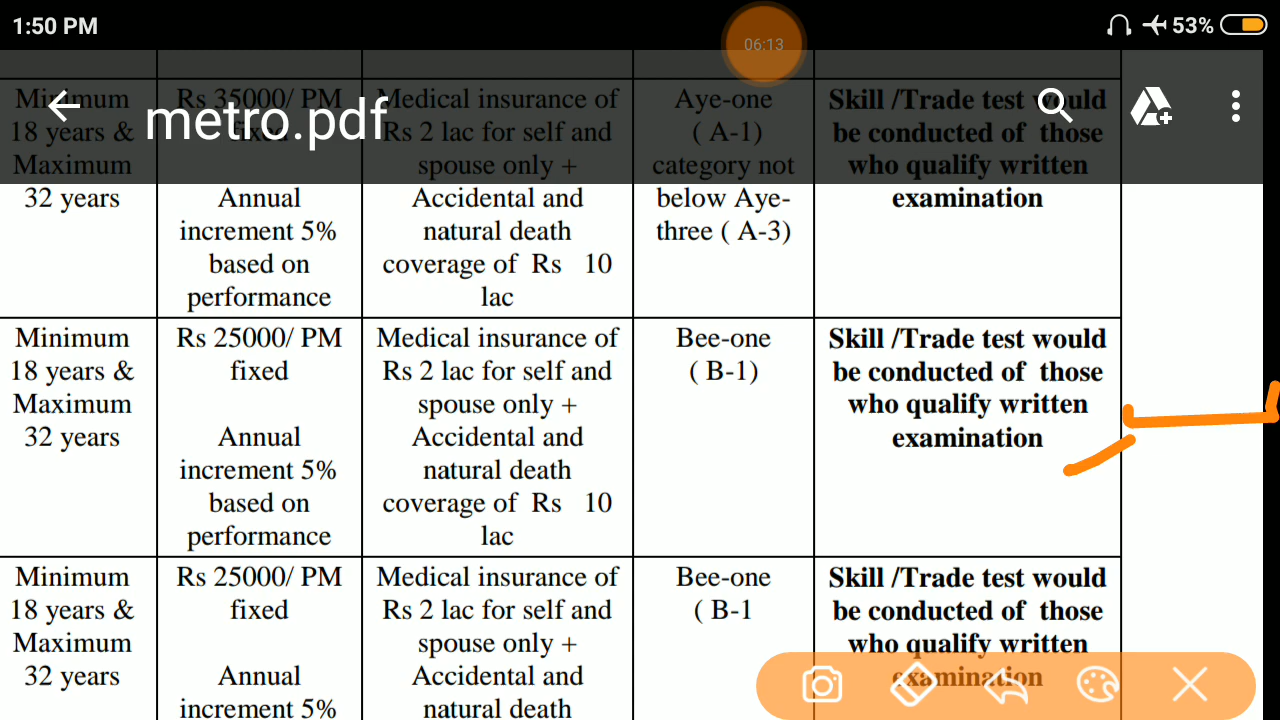 1:50 PM
53%
06:13
metro.pdf
Minimum
18 years &
Maximum
32 years
Rs 35000/ PM
fixed
Annual
increment 5%
based on
performance
Medical insurance of
Rs 2 lac for self and
spouse only +
Accidental and
natural death
coverage of Rs 10
lac
Aye-one
( A-1)
category not
below Aye-
three ( A-3)
Skill /Trade test would
be conducted of those
who qualify written
examination
Minimum
18 years &
Maximum
32 years
Rs 25000/ PM
fixed
Annual
increment 5%
based on
performance
Medical insurance of
Rs 2 lac for self and
spouse only +
Accidental and
natural death
coverage of Rs 10
lac
Bee-one
( B-1)
Skill /Trade test would
be conducted of those
who qualify written
examination
Minimum
18 years &
Maximum
32 years
Rs 25000/ PM
fixed
Annual
increment 5%
Medical insurance of
Rs 2 lac for self and
spouse only +
Accidental and
natural death
Bee-one
( B-1
Skill /Trade test would
be conducted of those
who qualify written
examination